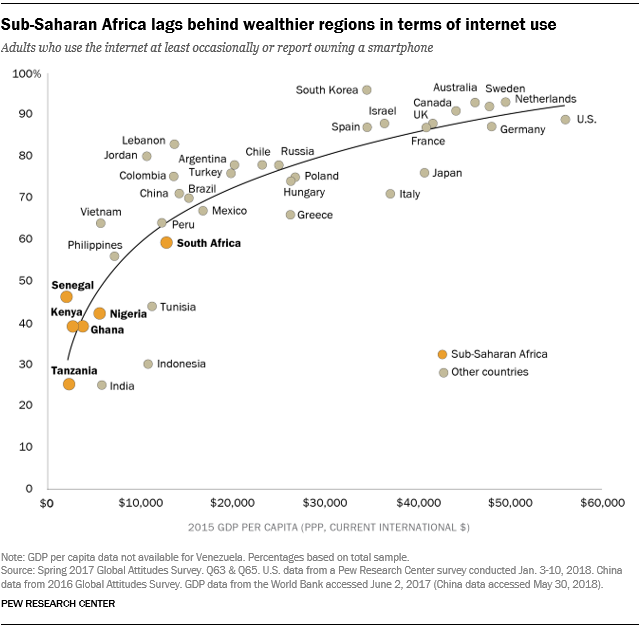 Sub-Saharan Africa lags behind wealthier regions in terms of internet use
Adults who use the internet at least occasionally or report owning a smartphone
100%
90
80
70
60
50
40
30
20
10
0
South Korea
Australia
Sweden
Netherlands
Canada
UK
Israel
Spain
France
Germany
U.S.
Lebanon
Jordan
Argentina
Chile
Russia
Turkey
Colombia
Poland
Japan
China
Brazil
Hungary
Italy
Vietnam
Mexico
Greece
Peru
Philippines
South Africa
Senegal
Kenya
Nigeria
Tunisia
Ghana
Tanzania
India
Indonesia
Sub-Saharan Africa
Other countries
$0
$10,000
$20,000
$30,000
$40,000
$50,000
$60,000
2015 GDP PER CAPITA (PPP, CURRENT INTERNATIONAL $)
Note: GDP per capita data not available for Venezuela. Percentages based on total sample.
Source: Spring 2017 Global Attitudes Survey. Q63 & Q65. U.S. data from a Pew Research Center survey conducted Jan. 3-10, 2018. China
data from 2016 Global Attitudes Survey. GDP data from the World Bank accessed June 2, 2017 (China data accessed May 30, 2018).
PEW RESEARCH CENTER